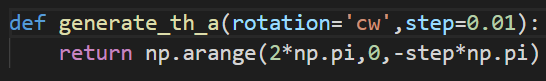 def generate_th_a(rotation='cw',step=0.01):
    return np.arange(2*np.pi,0,-step*np.pi)